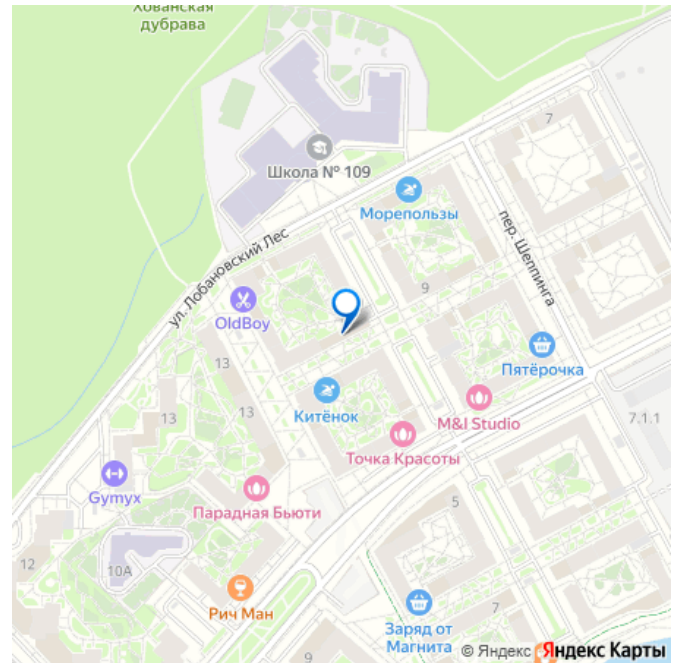 Хованская
дубрава
7
Школа № 109
Морепользы
пер. Шеппинга
ул. Лобановский Лес
9
OldBoy
Пятёрочка
13
Китёнок
13
13
M&I Studio
7.1.1
Точка Красоты
Gymyx
Парадная Бьюти
5
12
10А
Рич Ман
7
Заряд от
Магнита
9
© Яндекс Яндекс Карты